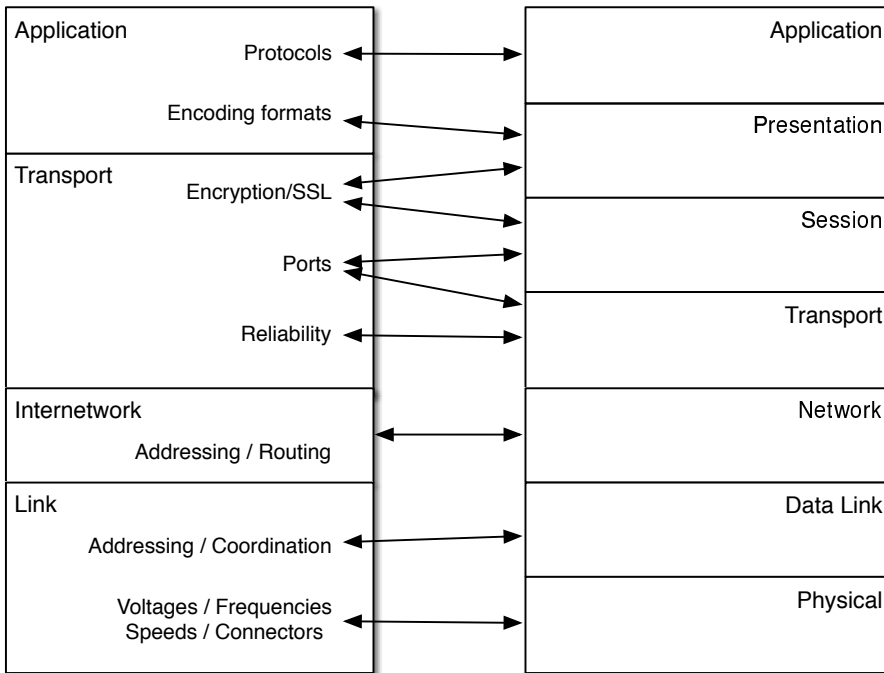 Application
Protocols
Encoding formats
Transport
Encryption/SSL
Ports
Reliability
Internetwork
Addressing / Routing
Link
Addressing / Coordination
Voltages / Frequencies
Speeds / Connectors
Application
Presentation
Session
Transport
Network
Data Link
Physical